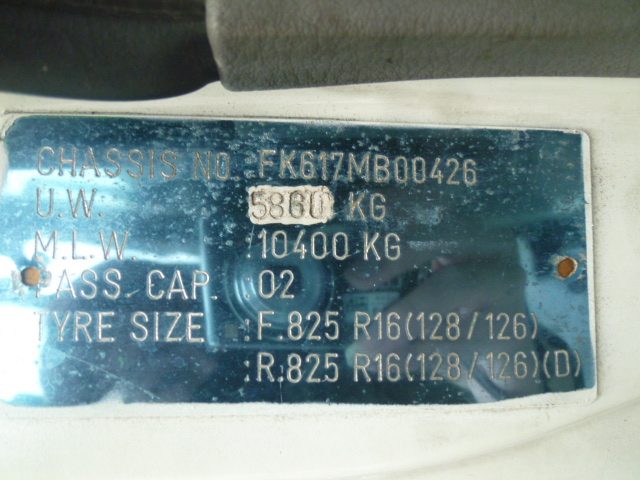 CHASSIS NO :FK617MB00426
U.W. 5860 KG
M.L.W. :10400 KG
PASS. CAP. :02
TYRE SIZE :F.825 R16(128/126)
:R.825 R16(128/126)(D)